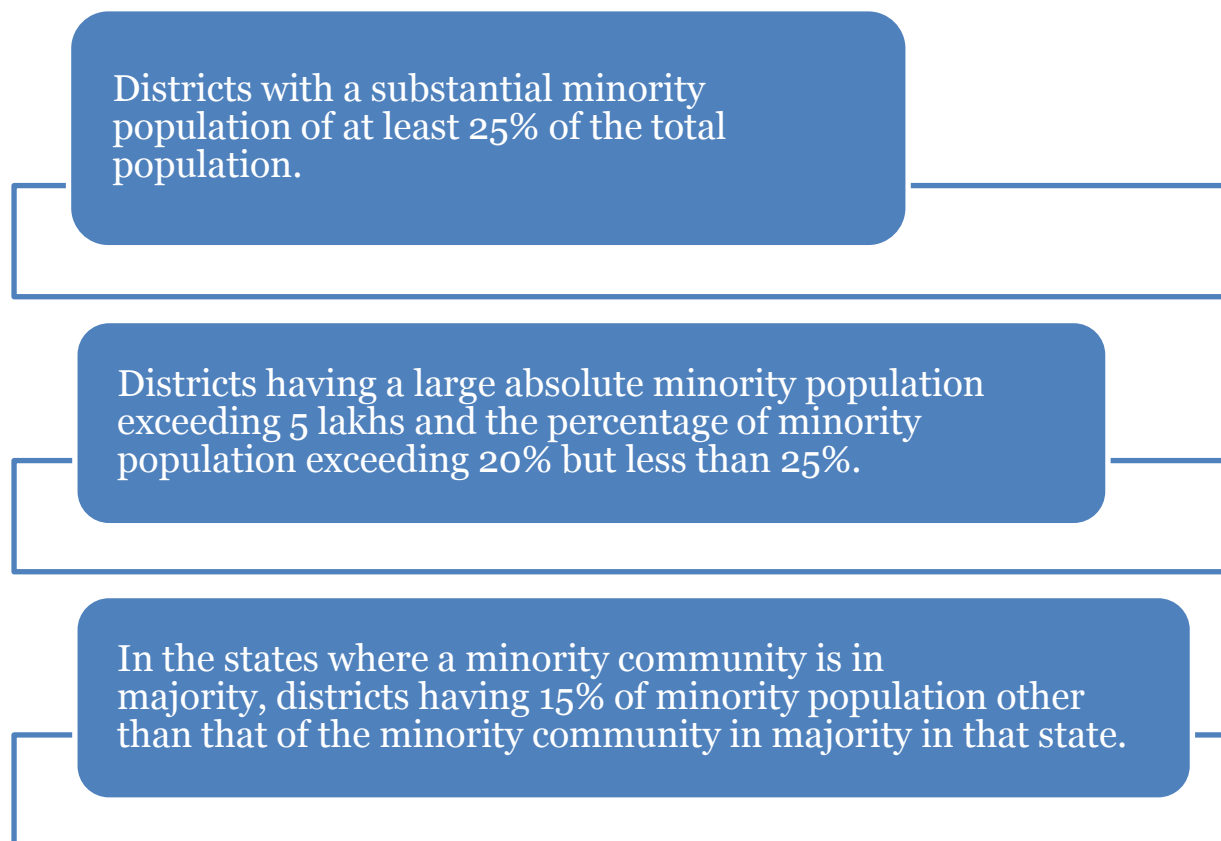 Districts with a substantial minority
population of at least 25% of the total
population.
Districts having a large absolute minority population
exceeding 5 lakhs and the percentage of minority
population exceeding 20% but less than 25%.
In the states where a minority community is in
majority, districts having 15% of minority population other
than that of the minority community in majority in that state.